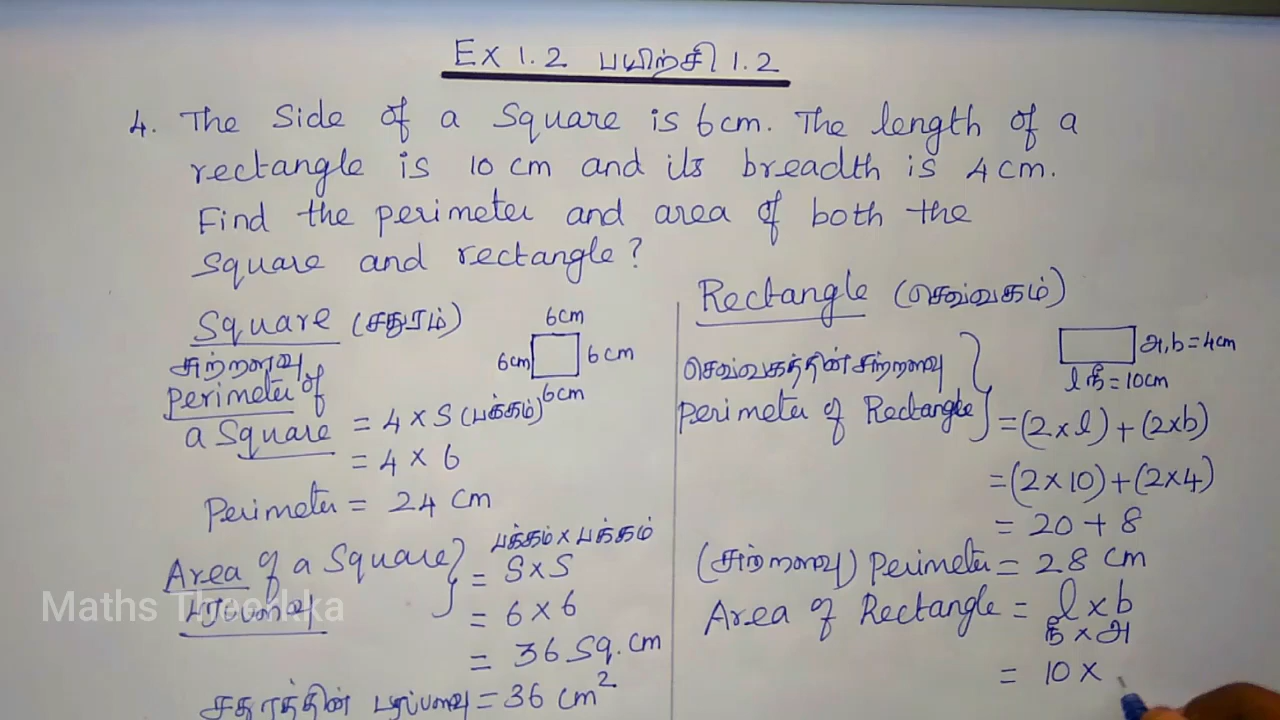 Ex 1.2 பயிற்சி 1.2
4. The Side of a Square is 6cm. The length of a
rectangle is 10 cm and its breadth is 4 cm.
Find the perimeter and area of both the
square and rectangle?
Square (சதுரம்)
6cm
6cm 6cm
6cm
சுற்றளவு
Perimeter of
a Square = 4 × S (பக்கம்)
= 4 × 6
Perimeter = 24 cm
Area of a Square
பரப்பளவு
பக்கம் × பக்கம்
= S × S
= 6 × 6
= 36 Sq. cm
சதுரத்தின் பரப்பளவு = 36 cm²
Rectangle (செவ்வகம்)
அ, b = 4cm
l நீ = 10cm
செவ்வகத்தின் சுற்றளவு
Perimeter of Rectangle = (2 × l) + (2 × b)
= (2 × 10) + (2 × 4)
= 20 + 8
(சுற்றளவு) Perimeter = 28 cm
Area of Rectangle = l × b
நீ × அ
= 10 ×
Maths Theekka